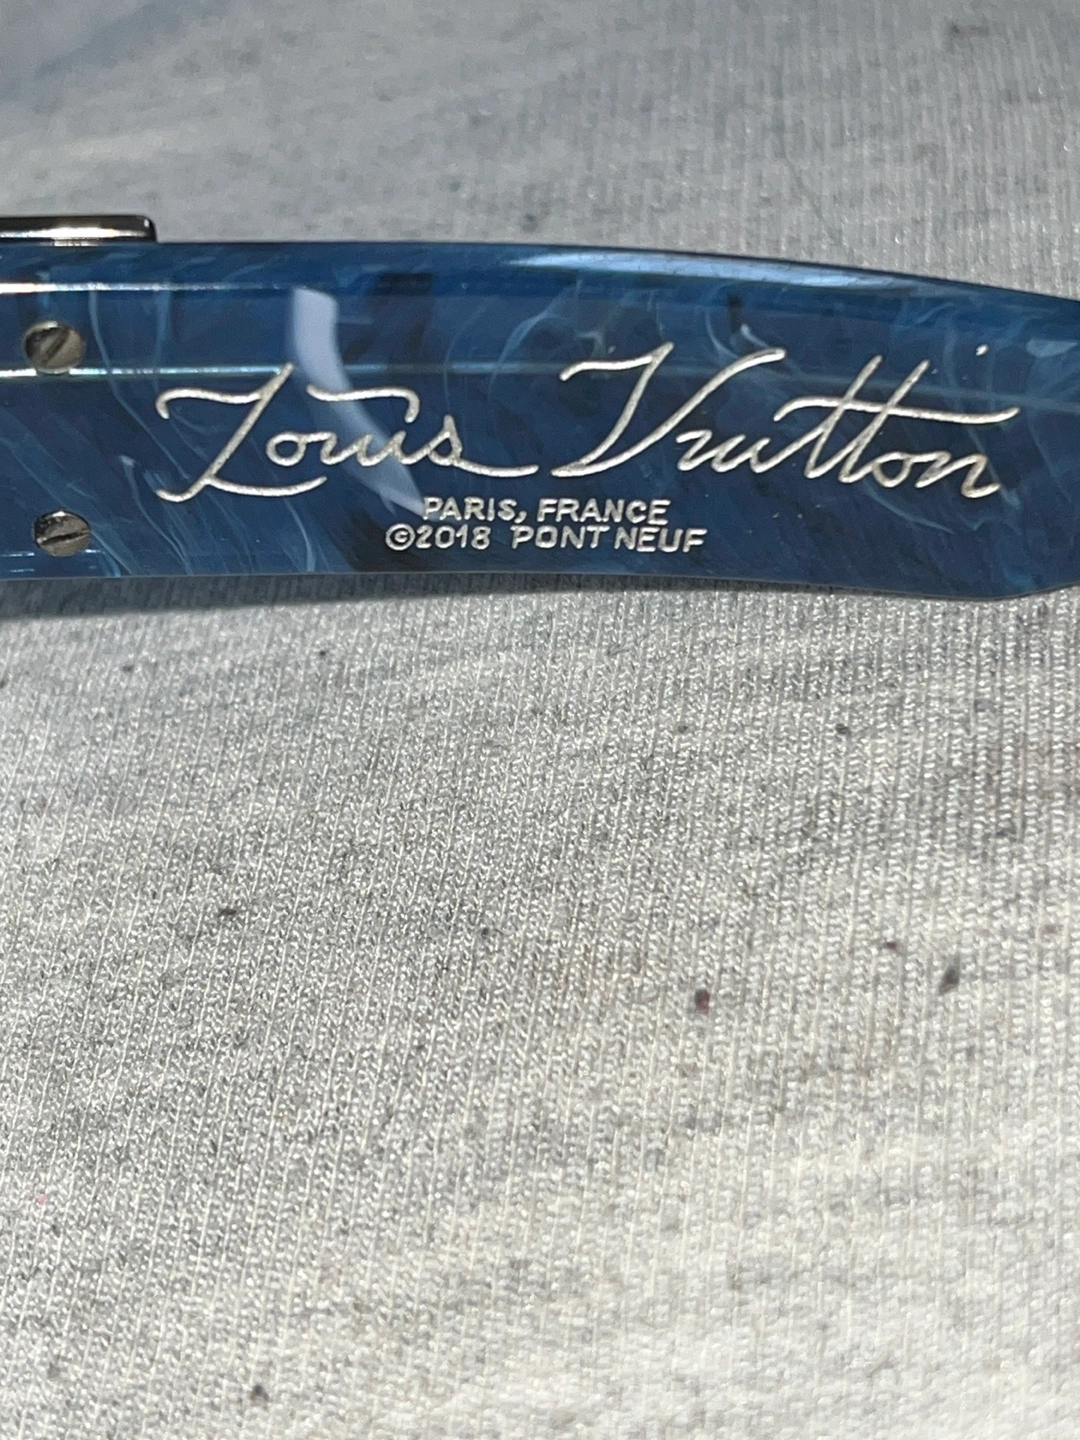 Louis Vuitton
PARIS, FRANCE
©2018 PONT NEUF